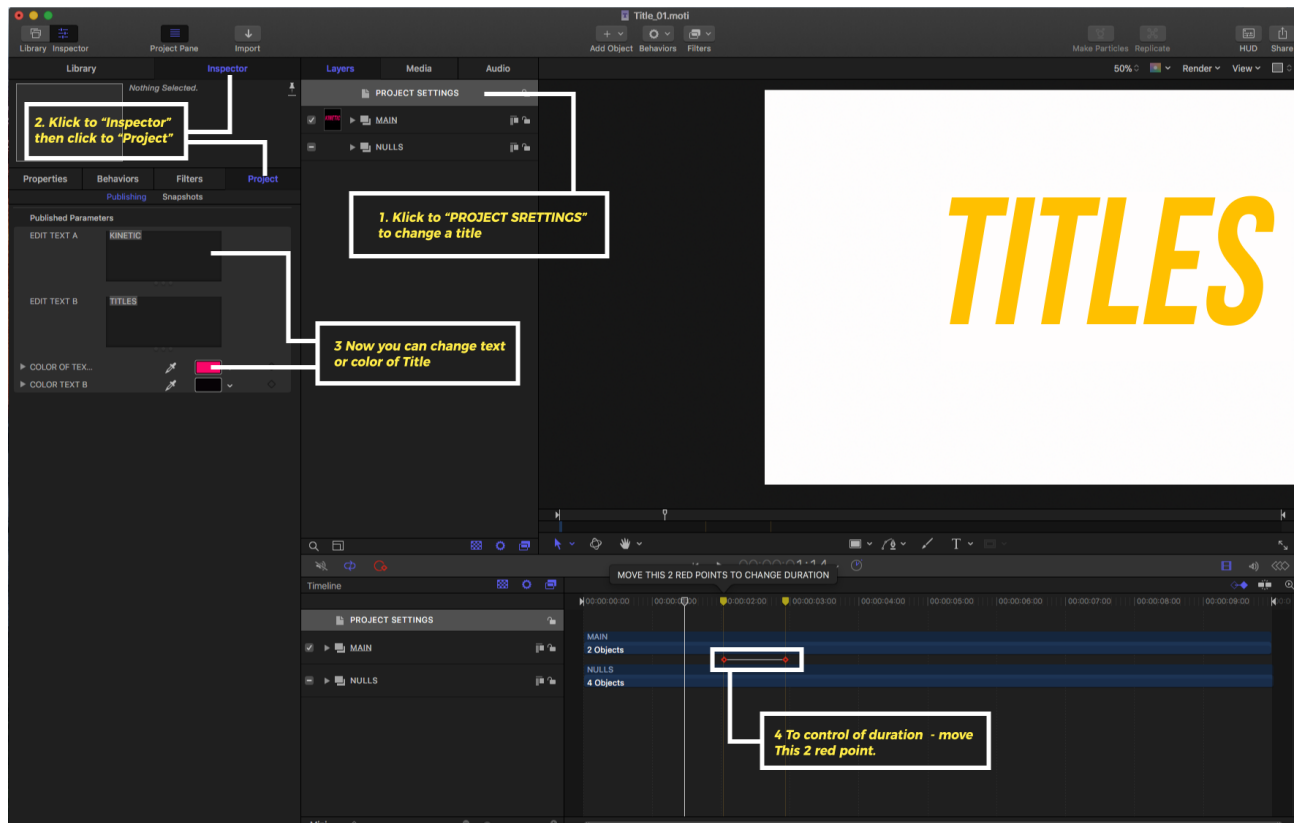 Title_01.moti
Library Inspector Project Pane Import
Add Object Behaviors Filters
Make Particles Replicate HUD Share
Library Inspector
Layers Media Audio
50% Render View
Nothing Selected.
PROJECT SETTINGS
MAIN
NULLS
2. Klick to “Inspector”
then click to “Project”
Properties Behaviors Filters Project
Publishing Snapshots
Published Parameters
EDIT TEXT A KINETIC
EDIT TEXT B TITLES
COLOR OF TEX...
COLOR TEXT B
1. Klick to “PROJECT SRETTINGS”
to change a title
3 Now you can change text
or color of Title
TITLES
T
MOVE THIS 2 RED POINTS TO CHANGE DURATION
Timeline
00:00:00:00 00:00:02:00 00:00:03:00 00:00:04:00 00:00:05:00 00:00:06:00 00:00:07:00 00:00:08:00 00:00:09:00
PROJECT SETTINGS
MAIN
NULLS
MAIN
2 Objects
NULLS
4 Objects
4 To control of duration - move
This 2 red point.